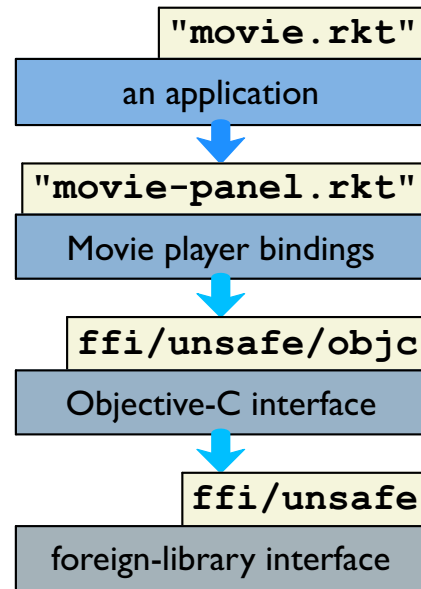 "movie.rkt"
an application
"movie-panel.rkt"
Movie player bindings
ffi/unsafe/objc
Objective-C interface
ffi/unsafe
foreign-library interface